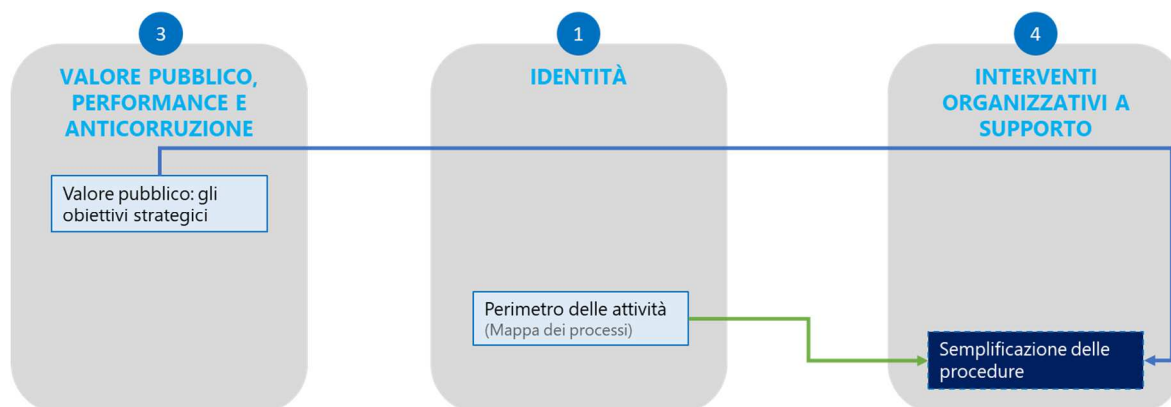 3
VALORE PUBBLICO,
PERFORMANCE E
ANTICORRUZIONE
Valore pubblico: gli
obiettivi strategici
1
IDENTITÀ
Perimetro delle attività
(Mappa dei processi)
4
INTERVENTI
ORGANIZZATIVI A
SUPPORTO
Semplificazione delle
procedure